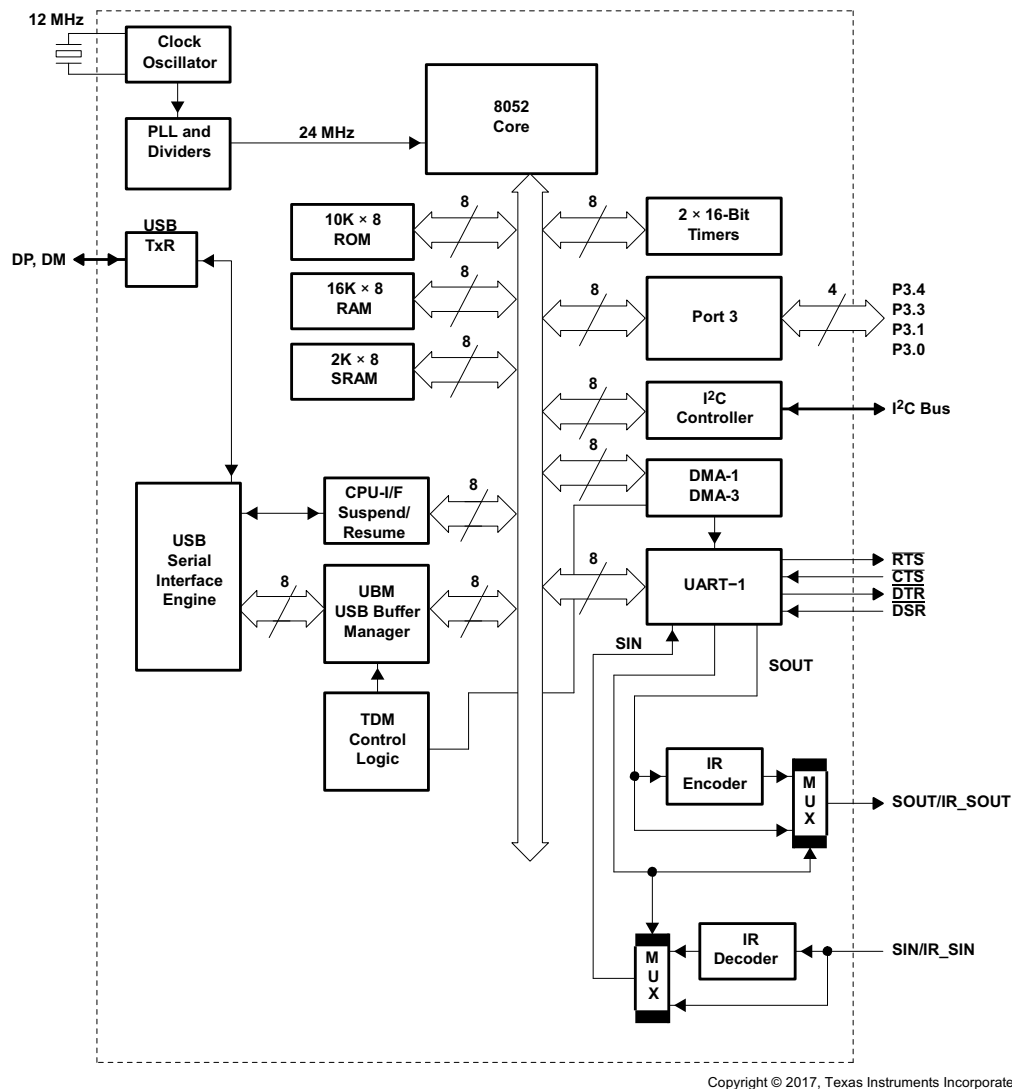 12 MHz
Clock
Oscillator
PLL and
Dividers
24 MHz
8052
Core
USB
TxR
DP, DM
10K × 8
ROM
8
16K × 8
RAM
8
2K × 8
SRAM
8
8
2 × 16-Bit
Timers
8
Port 3
4
P3.4
P3.3
P3.1
P3.0
8
I²C
Controller
I²C Bus
8
DMA-1
DMA-3
USB
Serial
Interface
Engine
CPU-I/F
Suspend/
Resume
8
8
UBM
USB Buffer
Manager
8
8
UART–1
RTS
CTS
DTR
DSR
SIN
SOUT
TDM
Control
Logic
IR
Encoder
M
U
X
SOUT/IR_SOUT
M
U
X
IR
Decoder
SIN/IR_SIN
Copyright © 2017, Texas Instruments Incorporate